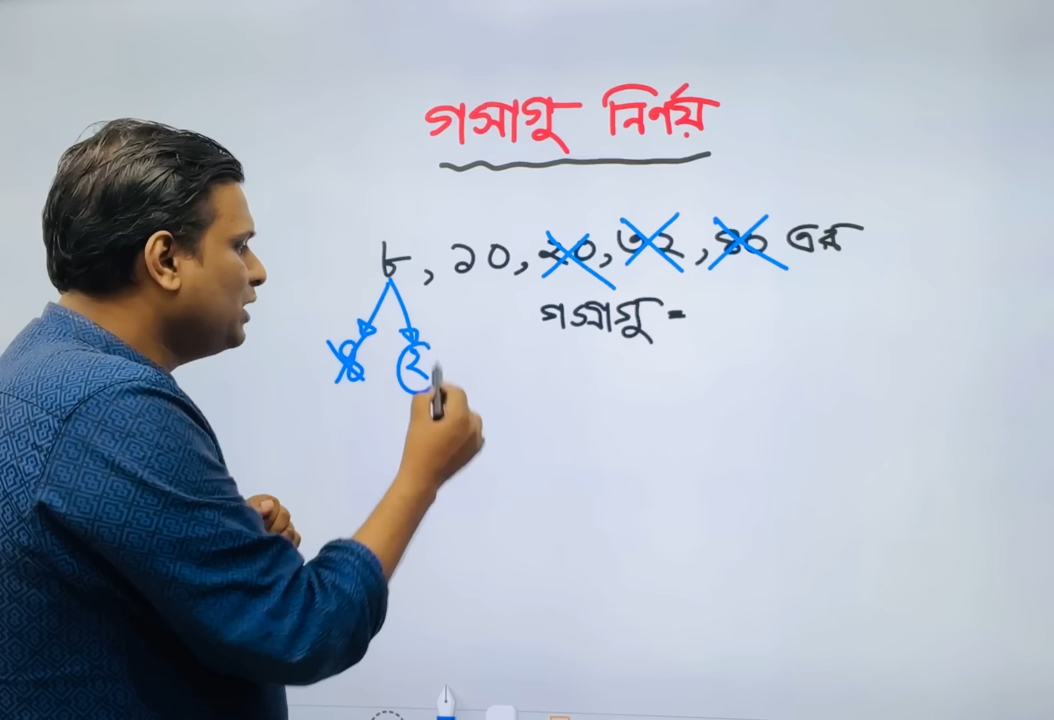 গসাগু নির্ণয়
৮, ১০, ২০, ৩২, ৪০ এর
গসাগু =
৪ ২